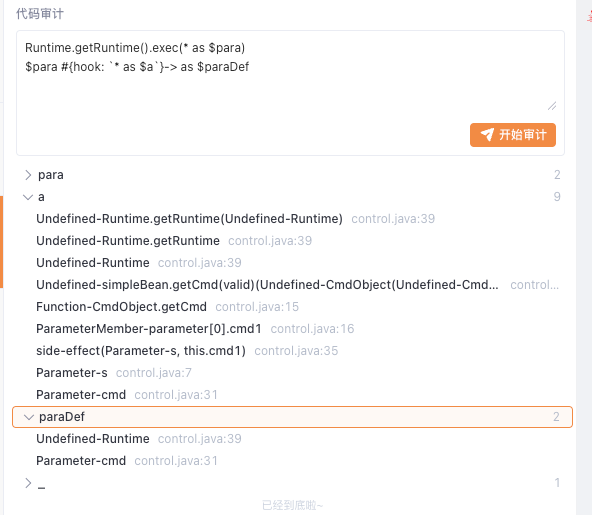 代码审计
Runtime.getRuntime().exec(* as $para)
$para #{hook: `* as $a`}-> as $paraDef
开始审计
para 2
a 9
Undefined-Runtime.getRuntime(Undefined-Runtime) control.java:39
Undefined-Runtime.getRuntime control.java:39
Undefined-Runtime control.java:39
Undefined-simpleBean.getCmd(valid)(Undefined-CmdObject(Undefined-Cmd... control...
Function-CmdObject.getCmd control.java:15
ParameterMember-parameter[0].cmd1 control.java:16
side-effect(Parameter-s, this.cmd1) control.java:35
Parameter-s control.java:7
Parameter-cmd control.java:31
paraDef 2
Undefined-Runtime control.java:39
Parameter-cmd control.java:31
_ 1
已经到底啦~